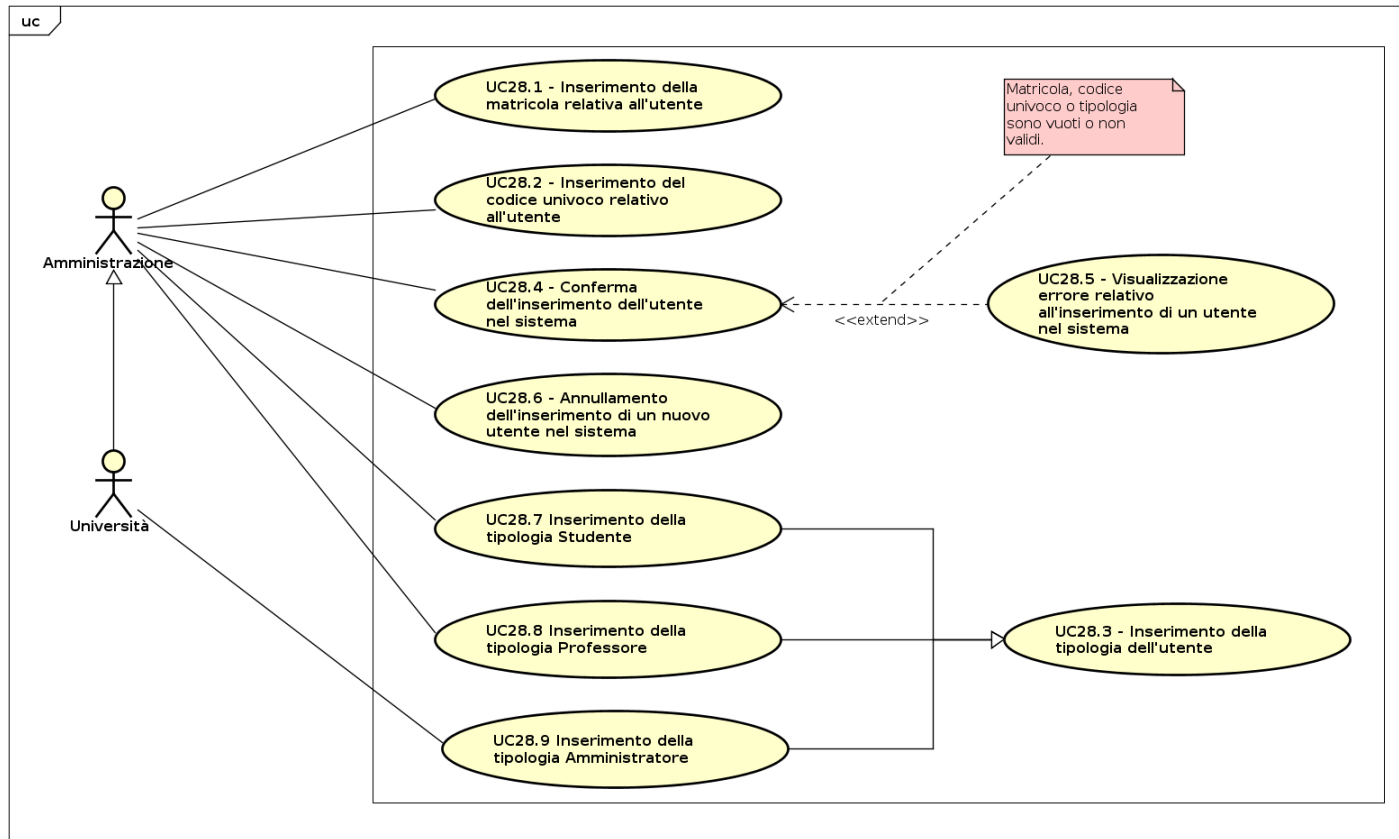 uc
UC28.1 - Inserimento della
matricola relativa all'utente
Matricola, codice
univoco o tipologia
sono vuoti o non
validi.
UC28.2 - Inserimento del
codice univoco relativo
all'utente
Amministrazione
UC28.4 - Conferma
dell'inserimento dell'utente
nel sistema
<<extend>>
UC28.5 - Visualizzazione
errore relativo
all'inserimento di un utente
nel sistema
UC28.6 - Annullamento
dell'inserimento di un nuovo
utente nel sistema
Università
UC28.7 Inserimento della
tipologia Studente
UC28.8 Inserimento della
tipologia Professore
UC28.3 - Inserimento della
tipologia dell'utente
UC28.9 Inserimento della
tipologia Amministratore